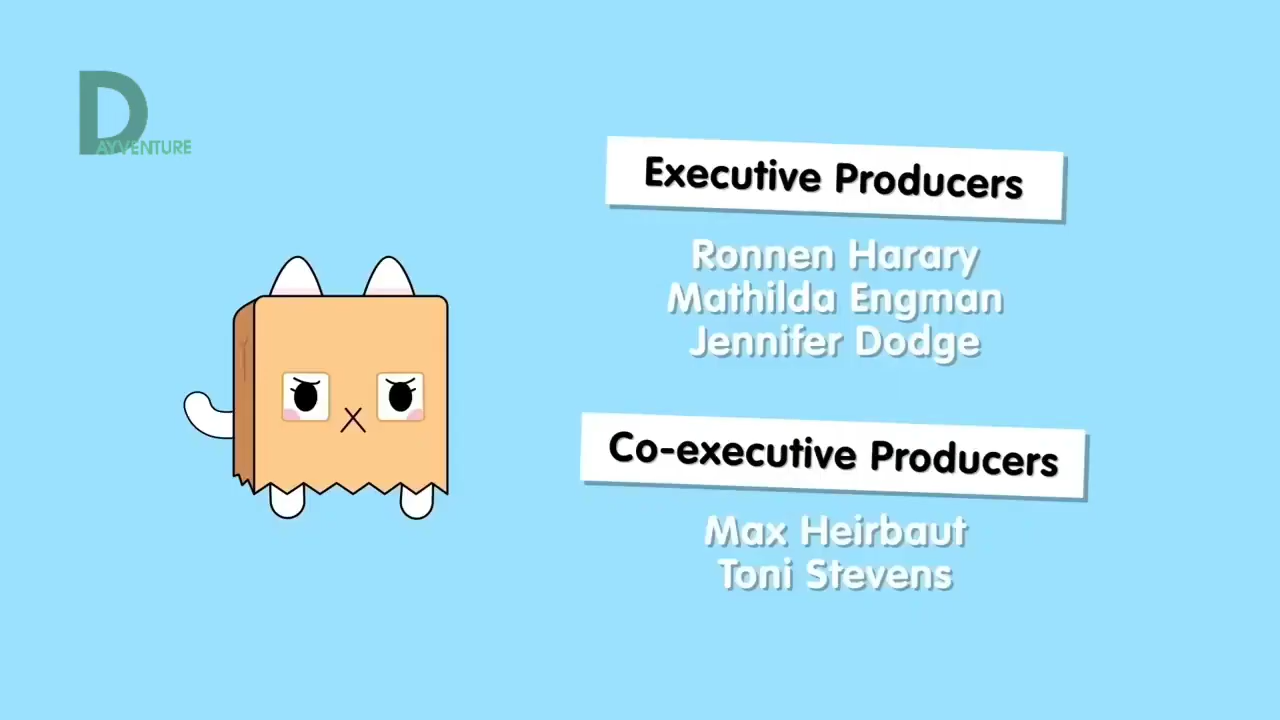 DAYVENTURE
Executive Producers
Ronnen Harary
Mathilda Engman
Jennifer Dodge
Co-executive Producers
Max Heirbaut
Toni Stevens